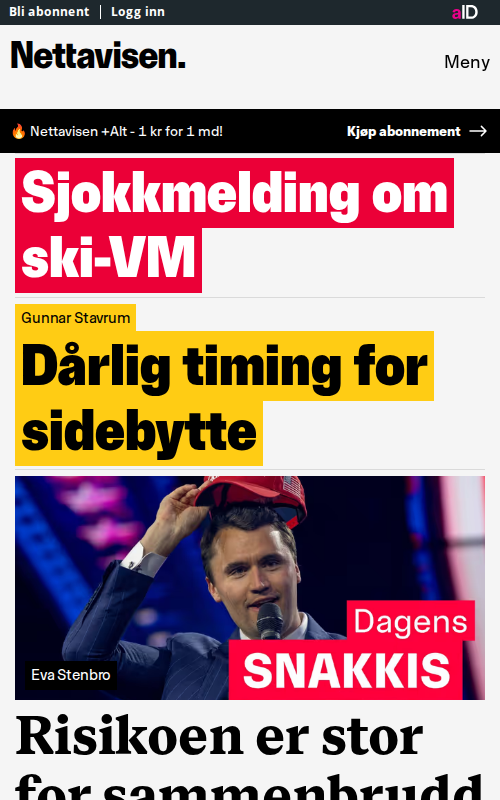 Bli abonnent
Logg inn
aID
Nettavisen.
Meny
Nettavisen +Alt - 1 kr for 1 md!
Kjøp abonnement
Sjokkmelding om
ski-VM
Gunnar Stavrum
Dårlig timing for
sidebytte
Dagens
SNAKKIS
Eva Stenbro
Risikoen er stor
for sammenbrudd